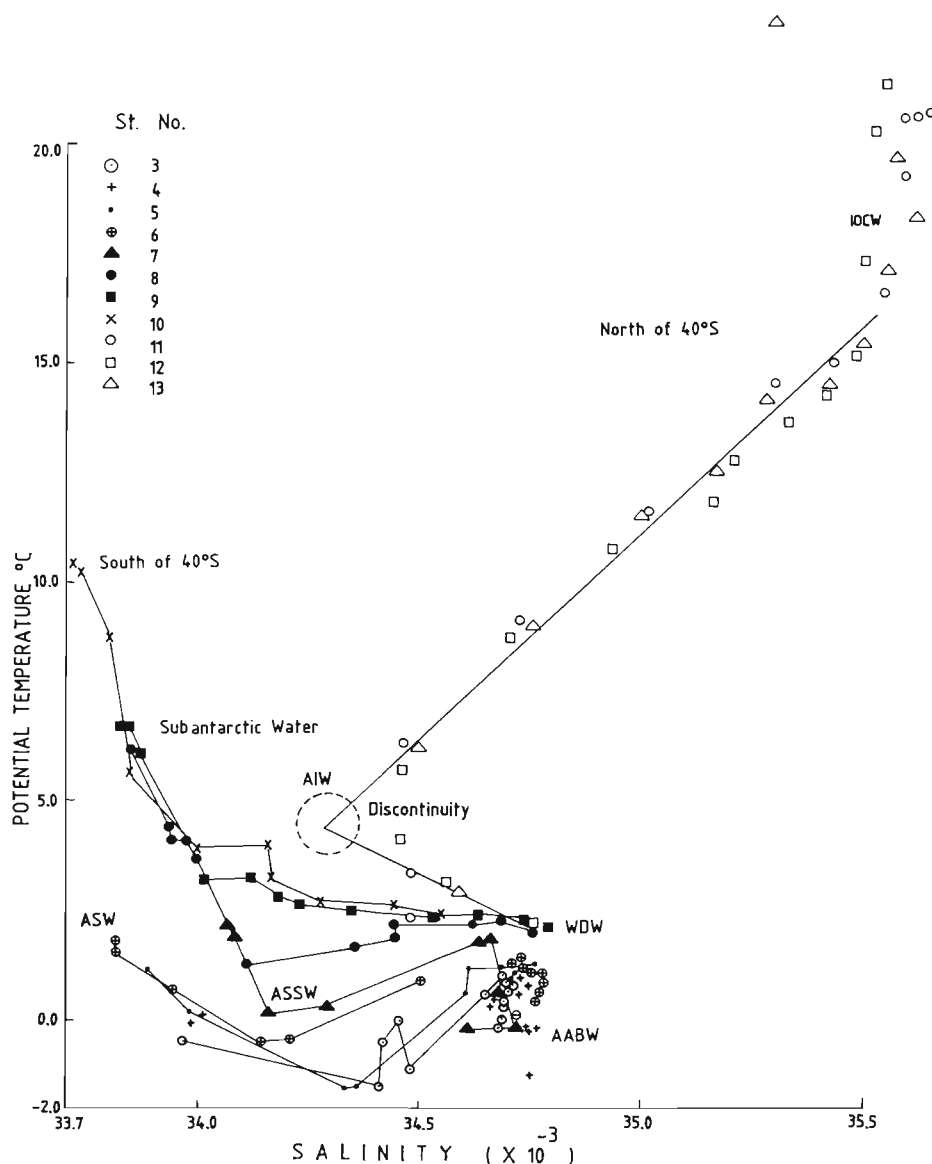 St. No.
3
4
5
6
7
8
9
10
11
12
13
20.0
15.0
10.0
5.0
0.0
-2.0
POTENTIAL TEMPERATURE °C
IOCW
North of 40°S
South of 40°S
Subantarctic Water
AIW
Discontinuity
ASW
WDW
ASSW
AABW
33.7
34.0
34.5
35.0
35.5
SALINITY (X 10⁻³)